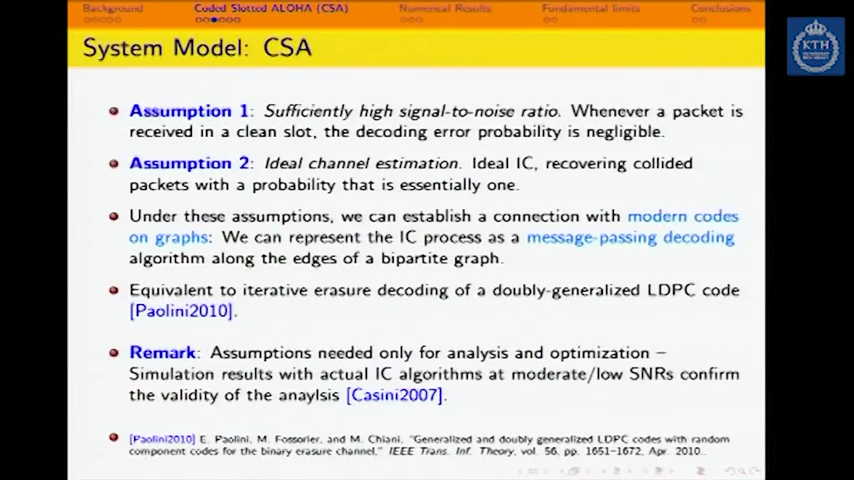 Background Coded Slotted ALOHA (CSA) Numerical Results Fundamental limits Conclusions
System Model: CSA
KTH
Assumption 1: Sufficiently high signal-to-noise ratio. Whenever a packet is
received in a clean slot, the decoding error probability is negligible.
Assumption 2: Ideal channel estimation. Ideal IC, recovering collided
packets with a probability that is essentially one.
Under these assumptions, we can establish a connection with modern codes
on graphs: We can represent the IC process as a message-passing decoding
algorithm along the edges of a bipartite graph.
Equivalent to iterative erasure decoding of a doubly-generalized LDPC code
[Paolini2010].
Remark: Assumptions needed only for analysis and optimization –
Simulation results with actual IC algorithms at moderate/low SNRs confirm
the validity of the anaylsis [Casini2007].
[Paolini2010] E. Paolini, M. Fossorier, and M. Chiani, "Generalized and doubly generalized LDPC codes with random
component codes for the binary erasure channel," IEEE Trans. Inf. Theory, vol. 56, pp. 1651–1672, Apr. 2010.